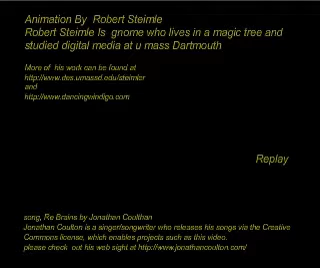 Animation By Robert Steimle
Robert Steimle Is gnome who lives in a magic tree and
studied digital media at u mass Dartmouth
More of his work can be found at
http://www.des.umassd.edu/steimler
and
http://www.dancingwindigo.com
Replay
song, Re Brains by Jonathan Coulthan
Jonathan Coulton is a singer/songwriter who releases his songs via the Creative
Commons license, which enables projects such as this video.
please check out his web sight at http://www.jonathancoulton.com/